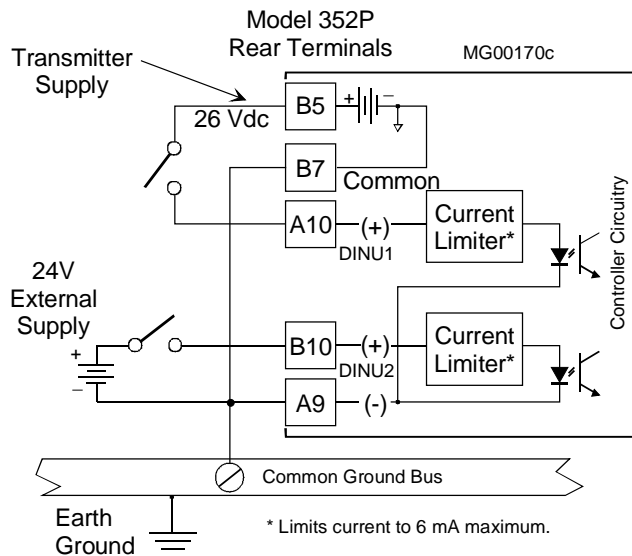 Model 352P
Rear Terminals
MG00170c
Transmitter
Supply
26 Vdc
B5
+
−
B7
Common
A10
(+)
DINU1
Current
Limiter*
Controller Circuitry
24V
External
Supply
+
−
B10
(+)
DINU2
Current
Limiter*
A9
(-)
Common Ground Bus
Earth
Ground
* Limits current to 6 mA maximum.